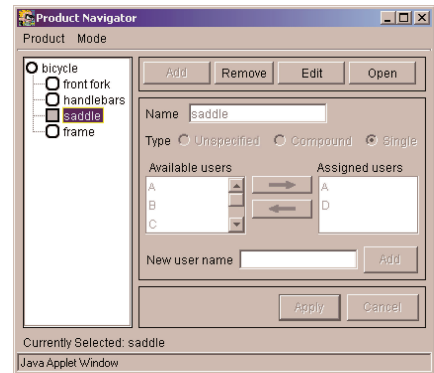 Product Navigator
Product Mode
bicycle
front fork
handlebars
saddle
frame
Add Remove Edit Open
Name saddle
Type Unspecified Compound Single
Available users Assigned users
A A
B D
C
New user name Add
Apply Cancel
Currently Selected: saddle
Java Applet Window